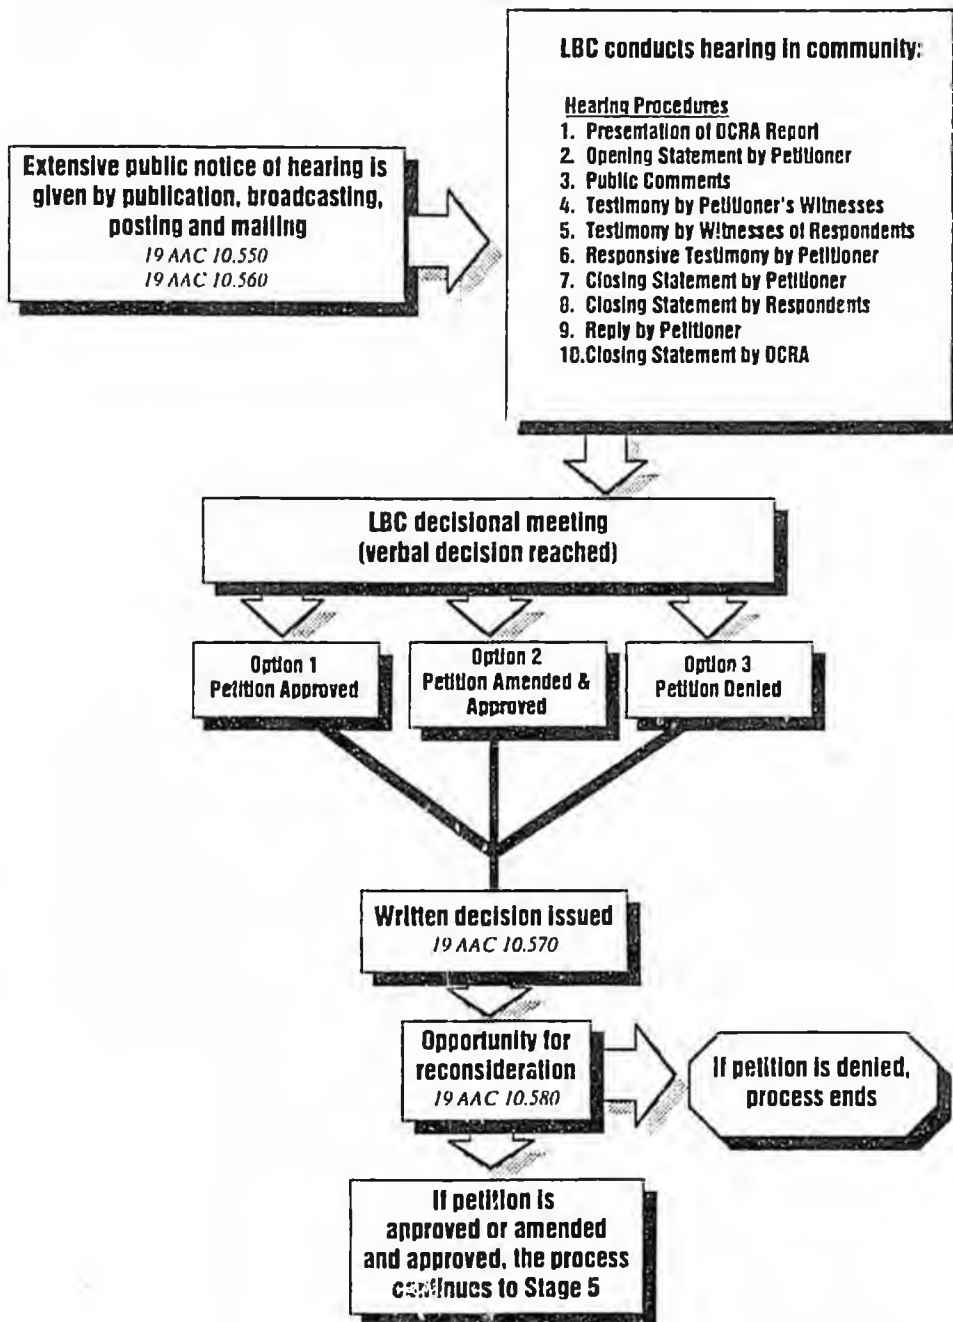 Extensive public notice of hearing is
given by publication, broadcasting,
posting and mailing
19 AAC 10.550
19 AAC 10.560
LBC conducts hearing in community:
Hearing Procedures
1. Presentation of DCRA Report
2. Opening Statement by Petitioner
3. Public Comments
4. Testimony by Petitioner's Witnesses
5. Testimony by Witnesses of Respondents
6. Responsive Testimony by Petitioner
7. Closing Statement by Petitioner
8. Closing Statement by Respondents
9. Reply by Petitioner
10.Closing Statement by DCRA
LBC decisional meeting
(verbal decision reached)
Option 1
Petition Approved
Option 2
Petition Amended &
Approved
Option 3
Petition Denied
Written decision issued
19 AAC 10.570
Opportunity for
reconsideration
19 AAC 10.580
If petition is denied,
process ends
If petition is
approved or amended
and approved, the process
continues to Stage 5